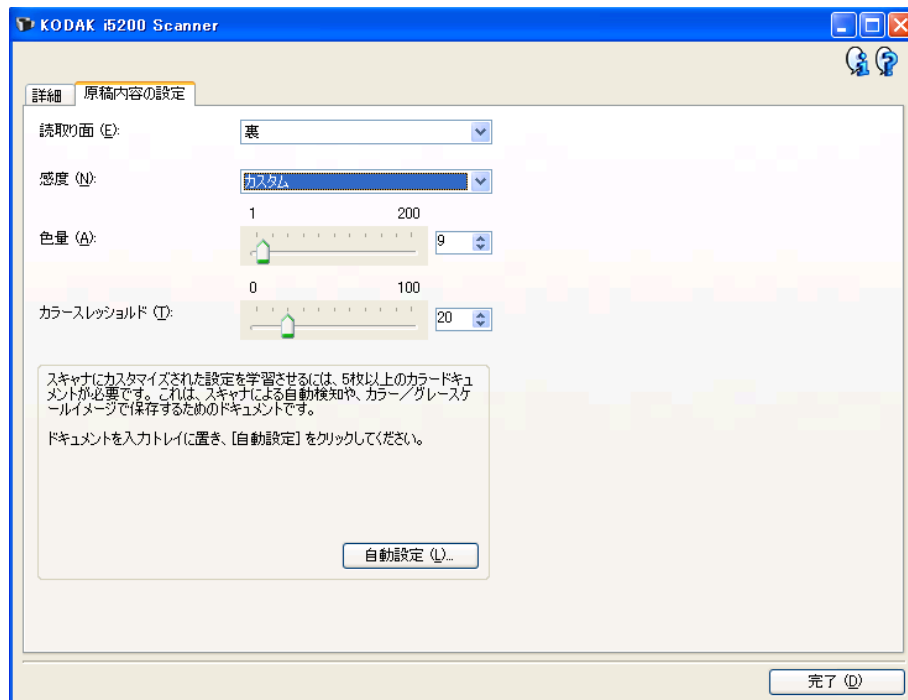 KODAK i5200 Scanner
詳細
原稿内容の設定
読取り面 (E):
裏
感度 (N):
カスタム
1 200
色量 (A):
9
0 100
カラースレッショルド (T):
20
スキャナにカスタマイズされた設定を学習させるには、5枚以上のカラードキュ
メントが必要です。これは、スキャナによる自動検知や、カラー／グレースケ
ールイメージで保存するためのドキュメントです。
ドキュメントを入力トレイに置き、[自動設定] をクリックしてください。
自動設定 (L)...
完了 (D)